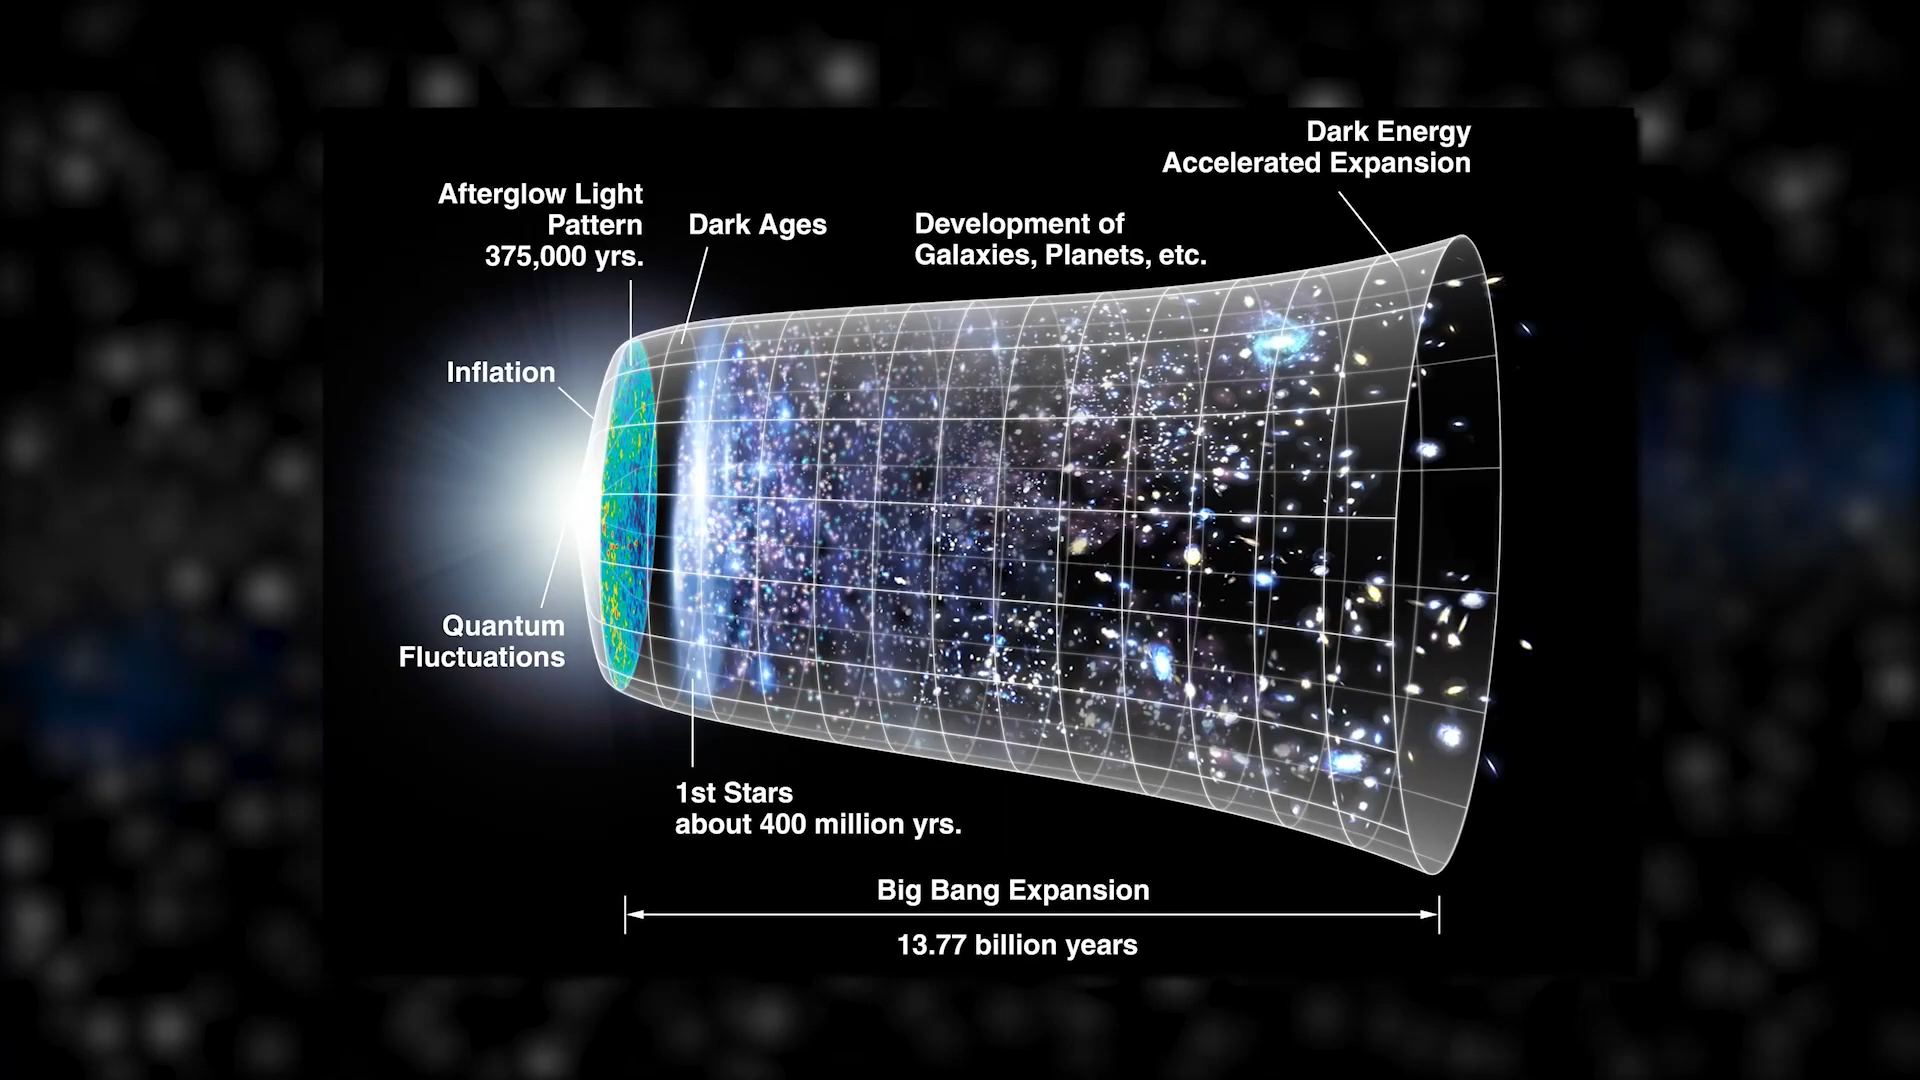 Dark Energy
Accelerated Expansion
Afterglow Light
Pattern
375,000 yrs.
Dark Ages
Development of
Galaxies, Planets, etc.
Inflation
Quantum
Fluctuations
1st Stars
about 400 million yrs.
Big Bang Expansion
13.77 billion years